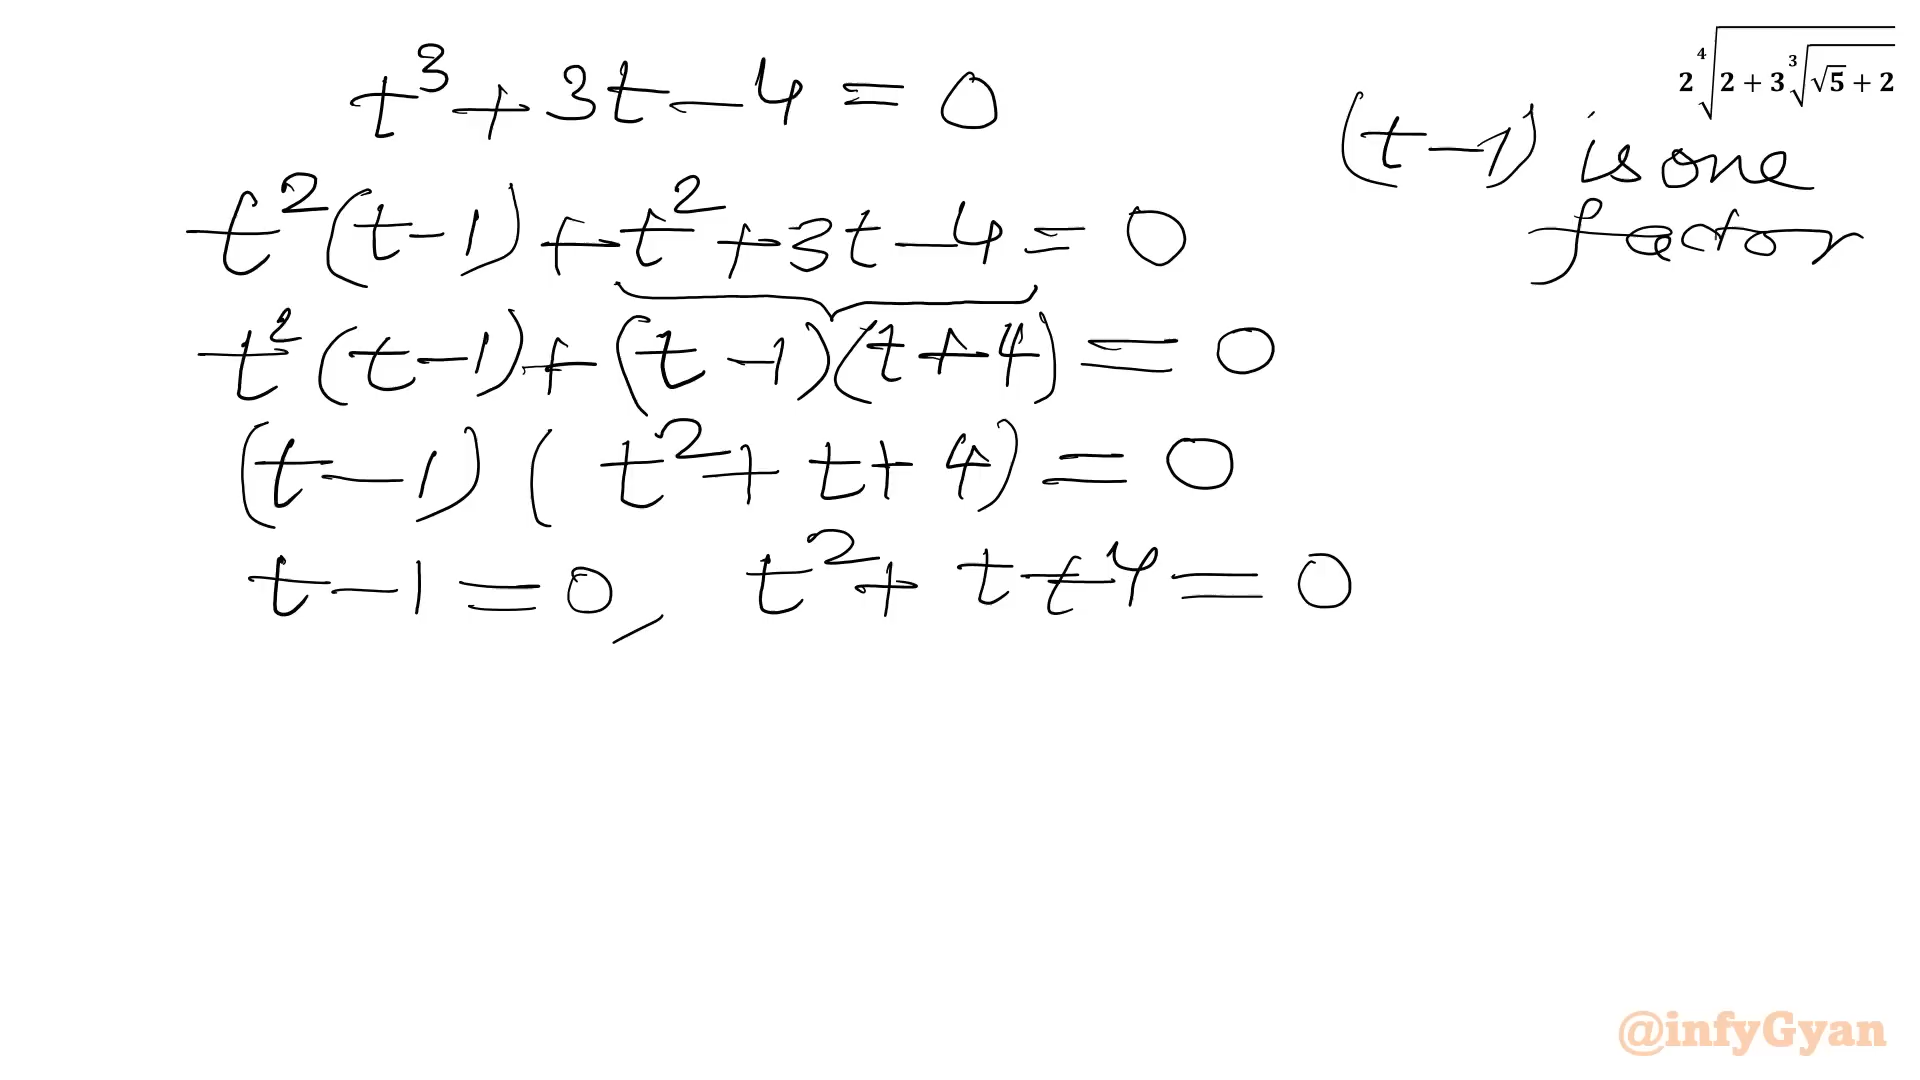 t³ + 3t - 4 = 0
2∜(2 + 3∛(√5 + 2))
(t-1) is one
factor
t²(t-1) + t² + 3t - 4 = 0
t²(t-1) + (t-1)(t+4) = 0
(t-1)(t² + t + 4) = 0
t-1 = 0, t² + t + 4 = 0
@infyGyan